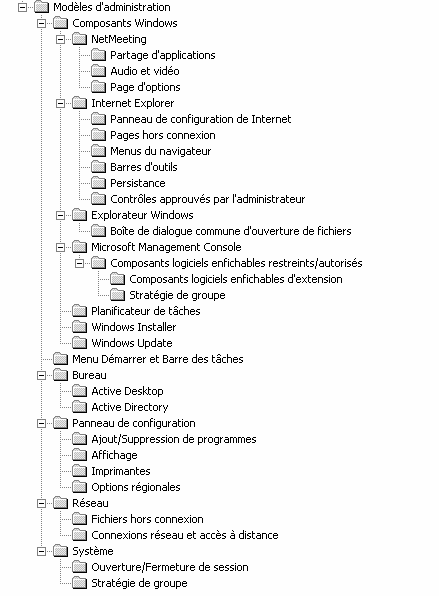 Modèles d'administration
Composants Windows
NetMeeting
Partage d'applications
Audio et vidéo
Page d'options
Internet Explorer
Panneau de configuration de Internet
Pages hors connexion
Menus du navigateur
Barres d'outils
Persistance
Contrôles approuvés par l'administrateur
Explorateur Windows
Boîte de dialogue commune d'ouverture de fichiers
Microsoft Management Console
Composants logiciels enfichables restreints/autorisés
Composants logiciels enfichables d'extension
Stratégie de groupe
Planificateur de tâches
Windows Installer
Windows Update
Menu Démarrer et Barre des tâches
Bureau
Active Desktop
Active Directory
Panneau de configuration
Ajout/Suppression de programmes
Affichage
Imprimantes
Options régionales
Réseau
Fichiers hors connexion
Connexions réseau et accès à distance
Système
Ouverture/Fermeture de session
Stratégie de groupe